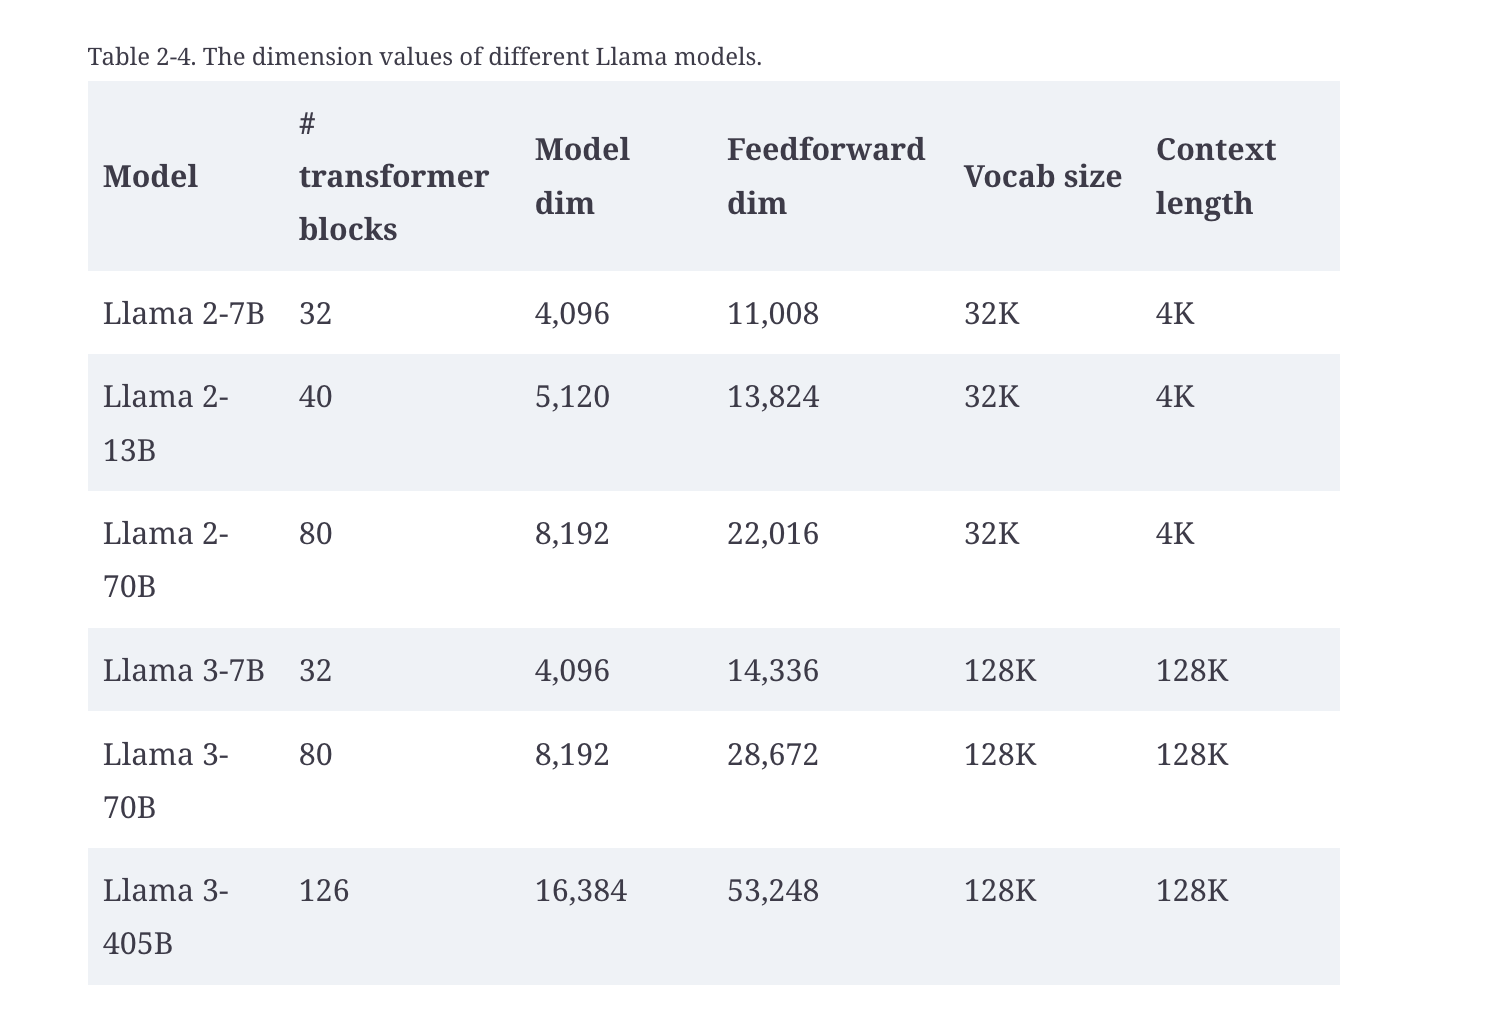 Table 2-4. The dimension values of different Llama models.
Model # transformer blocks Model dim Feedforward dim Vocab size Context length
Llama 2-7B 32 4,096 11,008 32K 4K
Llama 2-13B 40 5,120 13,824 32K 4K
Llama 2-70B 80 8,192 22,016 32K 4K
Llama 3-7B 32 4,096 14,336 128K 128K
Llama 3-70B 80 8,192 28,672 128K 128K
Llama 3-405B 126 16,384 53,248 128K 128K